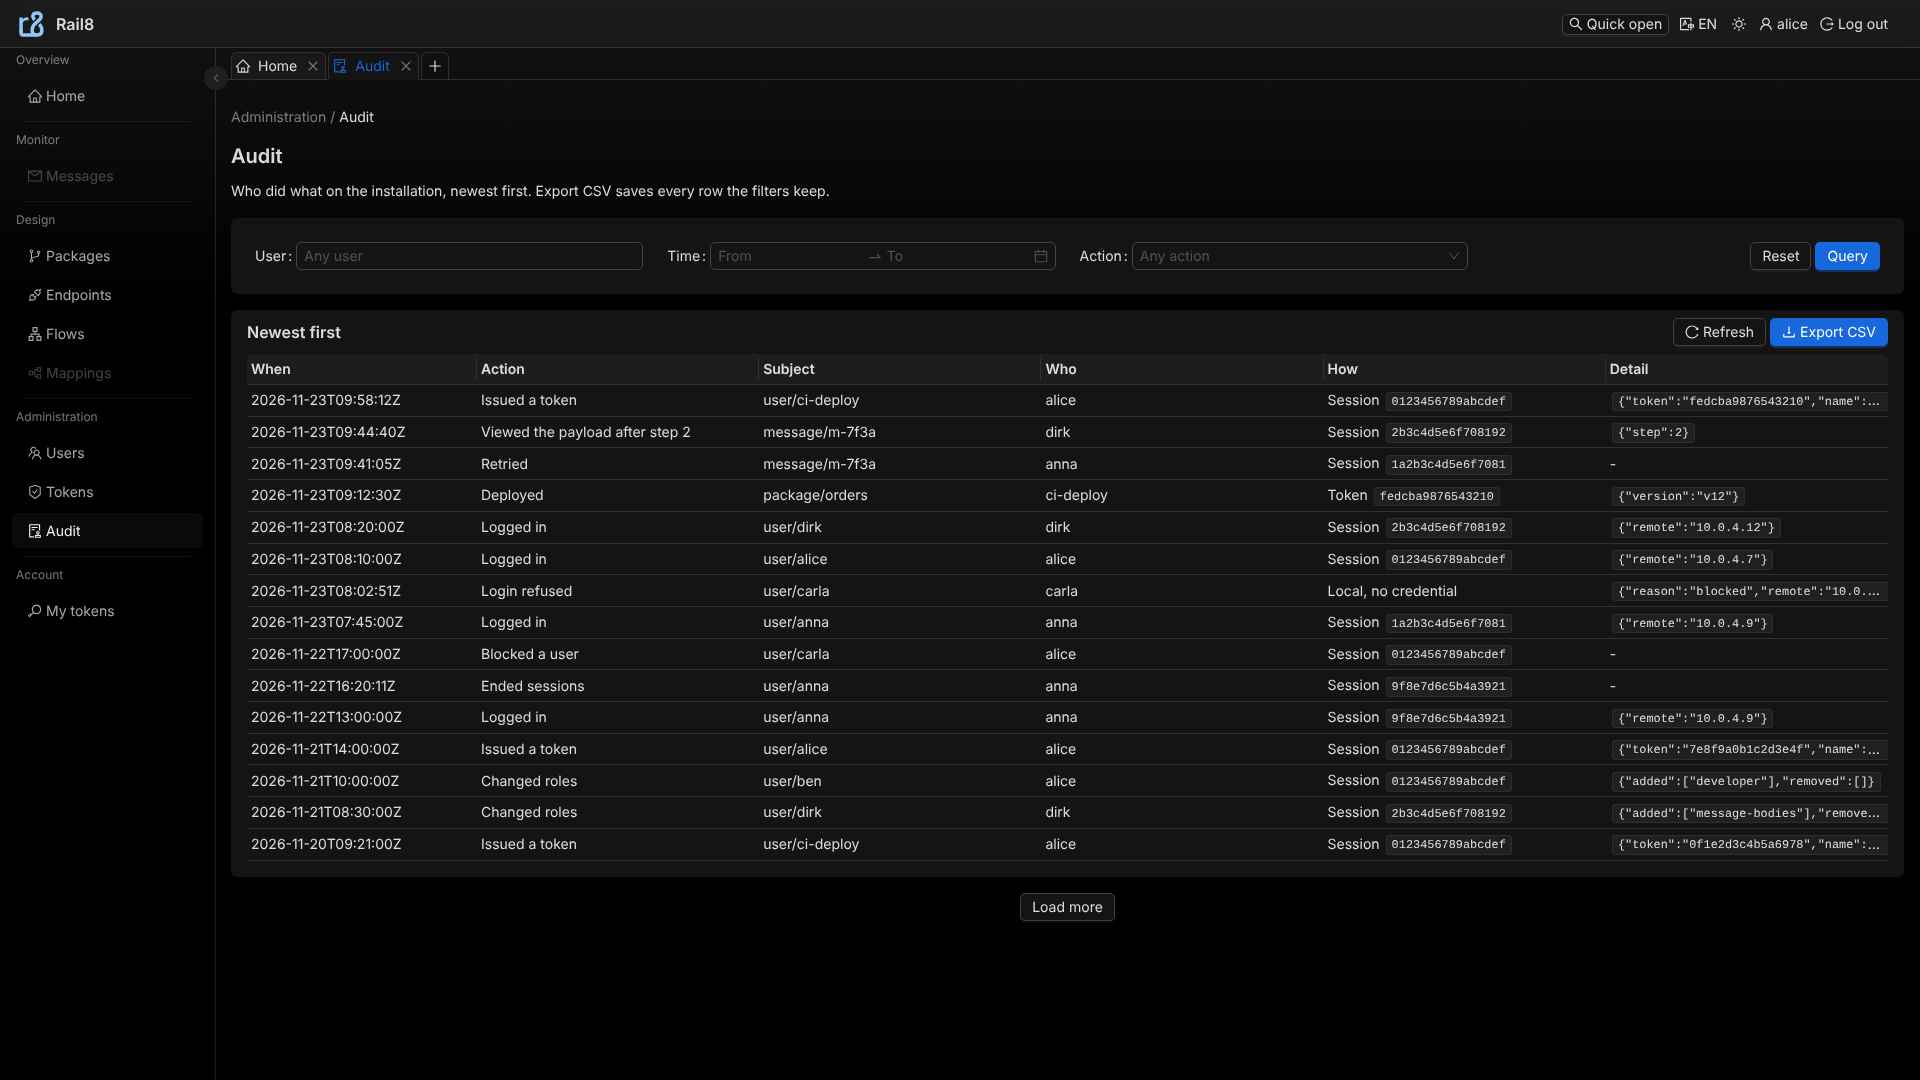 Rail8
Quick open
EN
alice
Log out
Overview
Home
Monitor
Messages
Design
Packages
Endpoints
Flows
Mappings
Administration
Users
Tokens
Audit
Account
My tokens
Home
Audit
Administration / Audit
Audit
Who did what on the installation, newest first. Export CSV saves every row the filters keep.
User: Any user
Time: From To
Action: Any action
Reset
Query
Newest first
Refresh
Export CSV
When Action Subject Who How Detail
2026-11-23T09:58:12Z Issued a token user/ci-deploy alice Session 0123456789abcdef {"token":"fedcba9876543210","name":...
2026-11-23T09:44:40Z Viewed the payload after step 2 message/m-7f3a dirk Session 2b3c4d5e6f708192 {"step":2}
2026-11-23T09:41:05Z Retried message/m-7f3a anna Session 1a2b3c4d5e6f7081 -
2026-11-23T09:12:30Z Deployed package/orders ci-deploy Token fedcba9876543210 {"version":"v12"}
2026-11-23T08:20:00Z Logged in user/dirk dirk Session 2b3c4d5e6f708192 {"remote":"10.0.4.12"}
2026-11-23T08:10:00Z Logged in user/alice alice Session 0123456789abcdef {"remote":"10.0.4.7"}
2026-11-23T08:02:51Z Login refused user/carla carla Local, no credential {"reason":"blocked","remote":"10.0....
2026-11-23T07:45:00Z Logged in user/anna anna Session 1a2b3c4d5e6f7081 {"remote":"10.0.4.9"}
2026-11-22T17:00:00Z Blocked a user user/carla alice Session 0123456789abcdef -
2026-11-22T16:20:11Z Ended sessions user/anna anna Session 9f8e7d6c5b4a3921 -
2026-11-22T13:00:00Z Logged in user/anna anna Session 9f8e7d6c5b4a3921 {"remote":"10.0.4.9"}
2026-11-21T14:00:00Z Issued a token user/alice alice Session 0123456789abcdef {"token":"7e8f9a0b1c2d3e4f","name":...
2026-11-21T10:00:00Z Changed roles user/ben alice Session 0123456789abcdef {"added":["developer"],"removed":[]}
2026-11-21T08:30:00Z Changed roles user/dirk dirk Session 2b3c4d5e6f708192 {"added":["message-bodies"],"remove...
2026-11-20T09:21:00Z Issued a token user/ci-deploy alice Session 0123456789abcdef {"token":"0f1e2d3c4b5a6978","name":...
Load more